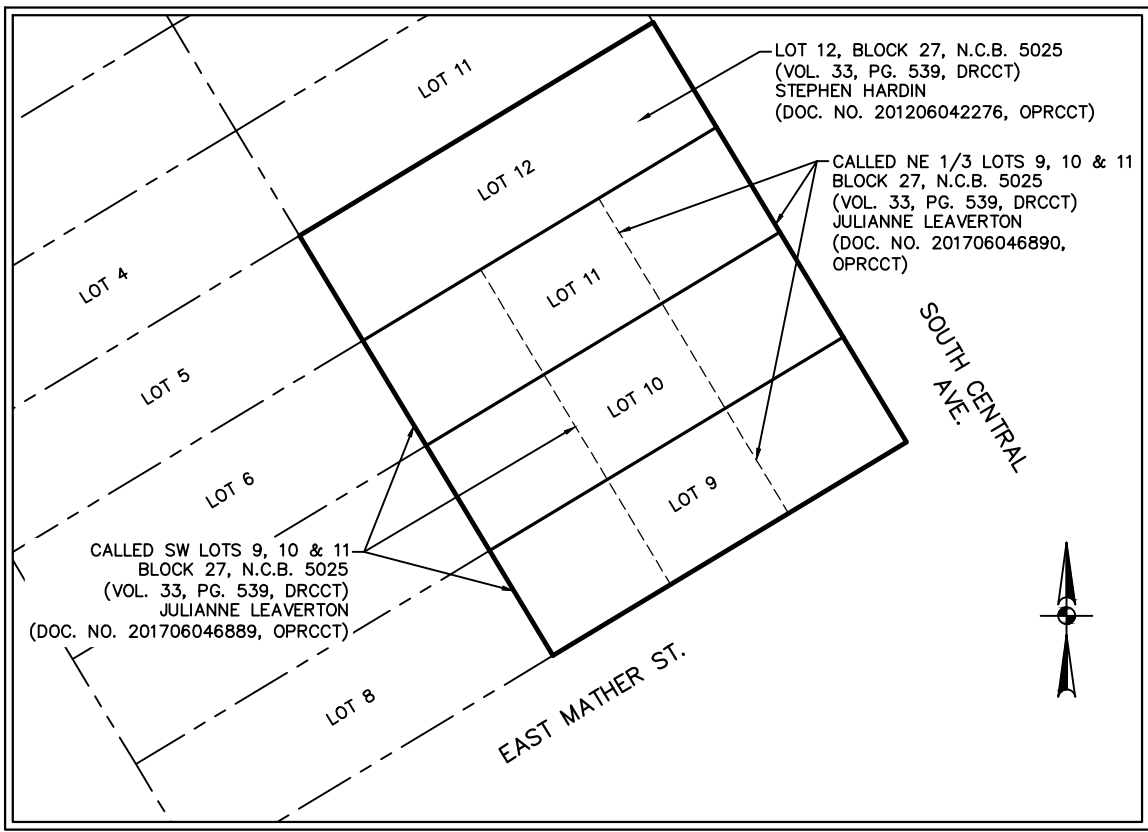 LOT 11
LOT 12, BLOCK 27, N.C.B. 5025
(VOL. 33, PG. 539, DRCCT)
STEPHEN HARDIN
(DOC. NO. 201206042276, OPRCCT)
LOT 12
CALLED NE 1/3 LOTS 9, 10 & 11
BLOCK 27, N.C.B. 5025
(VOL. 33, PG. 539, DRCCT)
JULIANNE LEAVERTON
(DOC. NO. 201706046890,
OPRCCT)
LOT 4
LOT 11
LOT 5
LOT 10
SOUTH CENTRAL
AVE.
LOT 6
LOT 9
CALLED SW LOTS 9, 10 & 11
BLOCK 27, N.C.B. 5025
(VOL. 33, PG. 539, DRCCT)
JULIANNE LEAVERTON
(DOC. NO. 201706046889, OPRCCT)
LOT 8
EAST MATHER ST.